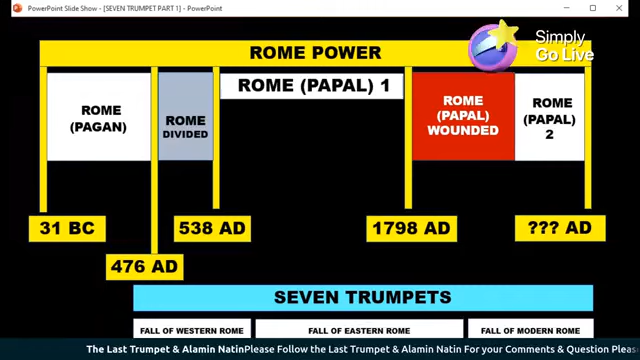 PowerPoint Slide Show - [SEVEN TRUMPET PART 1] - PowerPoint
Simply
Go Live
ROME POWER
ROME
(PAGAN)
ROME
DIVIDED
ROME (PAPAL) 1
ROME
(PAPAL)
WOUNDED
ROME
(PAPAL)
2
31 BC
538 AD
1798 AD
??? AD
476 AD
SEVEN TRUMPETS
FALL OF WESTERN ROME
FALL OF EASTERN ROME
FALL OF MODERN ROME
The Last Trumpet & Alamin NatinPlease Follow the Last Trumpet & Alamin Natin For your Comments & Question Pleas